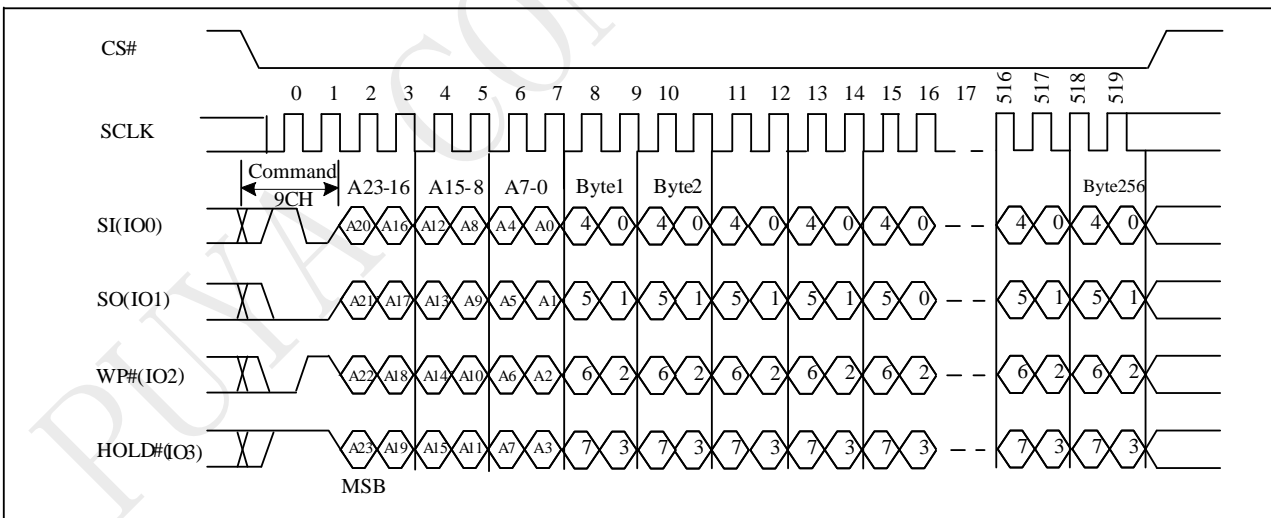 PUYA CON
CS#
0 1 2 3 4 5 6 7 8 9 10 11 12 13 14 15 16 17 516 517 518 519
SCLK
Command
9CH
A23-16 A15-8 A7-0 Byte1 Byte2 Byte256
SI(IO0) A20 A16 A12 A8 A4 A0 4 0 4 0 4 0 4 0 4 0 4 0 4 0
SO(IO1) A21 A17 A13 A9 A5 A1 5 1 5 1 5 1 5 1 5 0 5 1 5 1
WP#(IO2) A22 A18 A14 A10 A6 A2 6 2 6 2 6 2 6 2 6 2 6 2 6 2
HOLD#(IO3) A23 A19 A15 A11 A7 A3 7 3 7 3 7 3 7 3 7 3 7 3 7 3
MSB